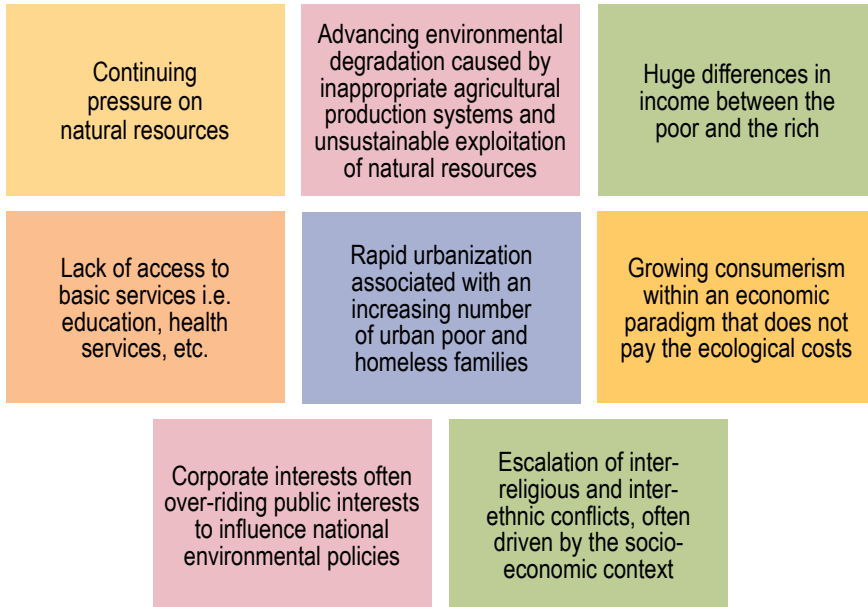 Continuing
pressure on
natural resources
Advancing environmental
degradation caused by
inappropriate agricultural
production systems and
unsustainable exploitation
of natural resources
Huge differences in
income between the
poor and the rich
Lack of access to
basic services i.e.
education, health
services, etc.
Rapid urbanization
associated with an
increasing number
of urban poor and
homeless families
Growing consumerism
within an economic
paradigm that does not
pay the ecological costs
Corporate interests often
over-riding public interests
to influence national
environmental policies
Escalation of inter-
religious and inter-
ethnic conflicts, often
driven by the socio-
economic context